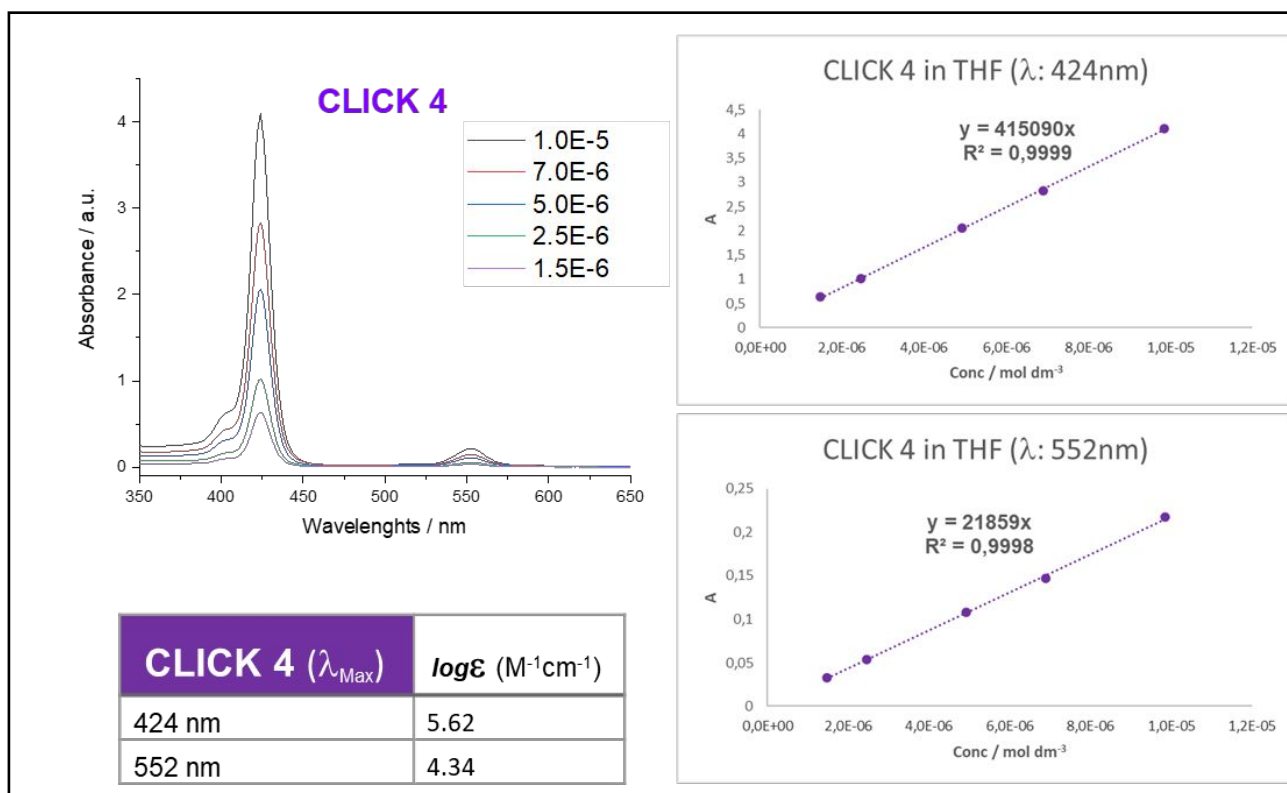 CLICK 4
1.0E-5
7.0E-6
5.0E-6
2.5E-6
1.5E-6
Absorbance / a.u.
4
3
2
1
0
350 400 450 500 550 600 650
Wavelenghts / nm
CLICK 4 (λMax) logε (M-1cm-1)
424 nm 5.62
552 nm 4.34
CLICK 4 in THF (λ: 424nm)
y = 415090x
R² = 0,9999
4,5
4
3,5
3
2,5
2
1,5
1
0,5
0
A
0,0E+00 2,0E-06 4,0E-06 6,0E-06 8,0E-06 1,0E-05 1,2E-05
Conc / mol dm-3
CLICK 4 in THF (λ: 552nm)
y = 21859x
R² = 0,9998
0,25
0,2
0,15
0,1
0,05
0
A
0,0E+00 2,0E-06 4,0E-06 6,0E-06 8,0E-06 1,0E-05 1,2E-05
Conc / mol dm-3